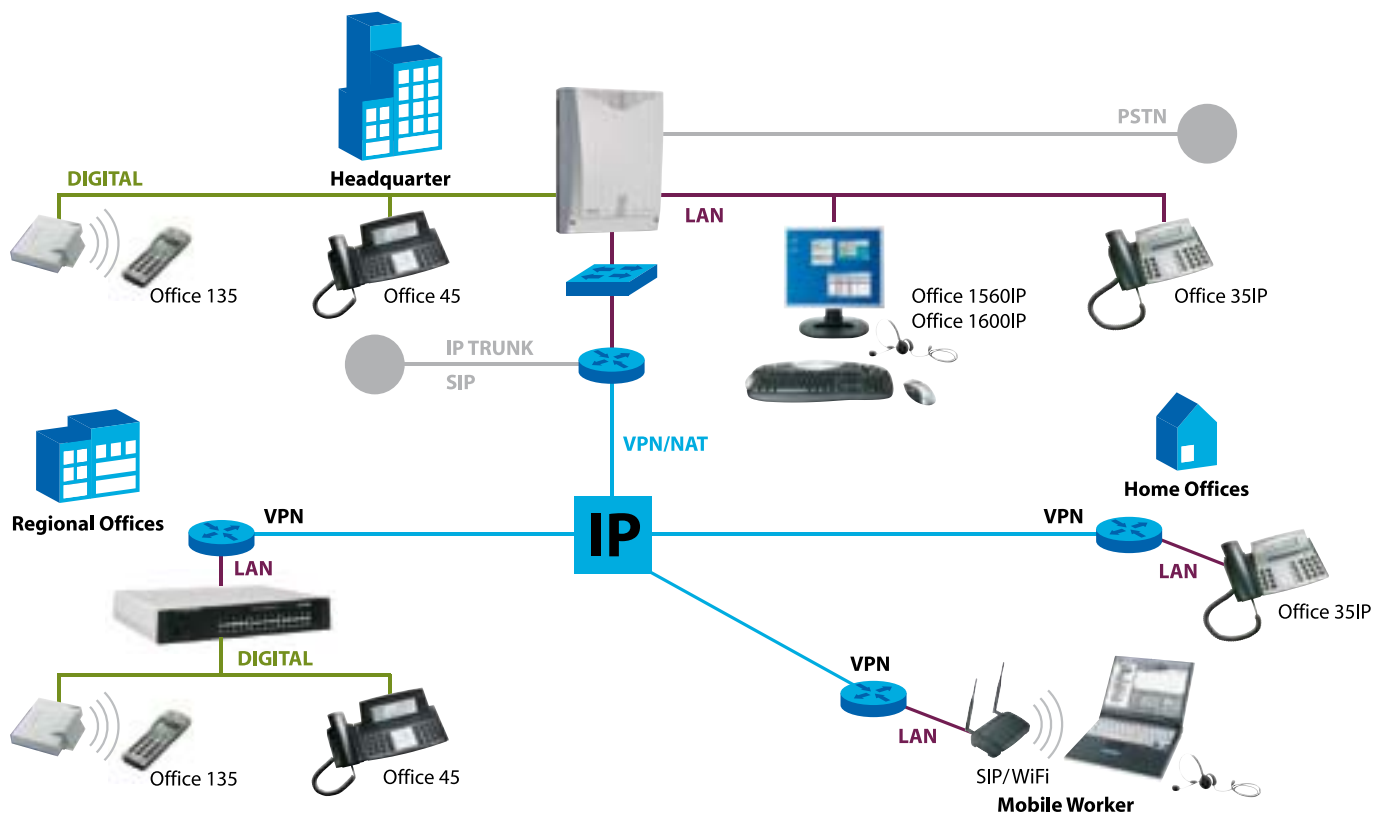 PSTN
DIGITAL
Headquarter
LAN
Office 135
Office 45
Office 1560IP
Office 1600IP
Office 35IP
IP TRUNK
SIP
VPN/NAT
Regional Offices
VPN
IP
VPN
Home Offices
LAN
LAN
Office 35IP
DIGITAL
VPN
LAN
Office 135
Office 45
SIP/WiFi
Mobile Worker